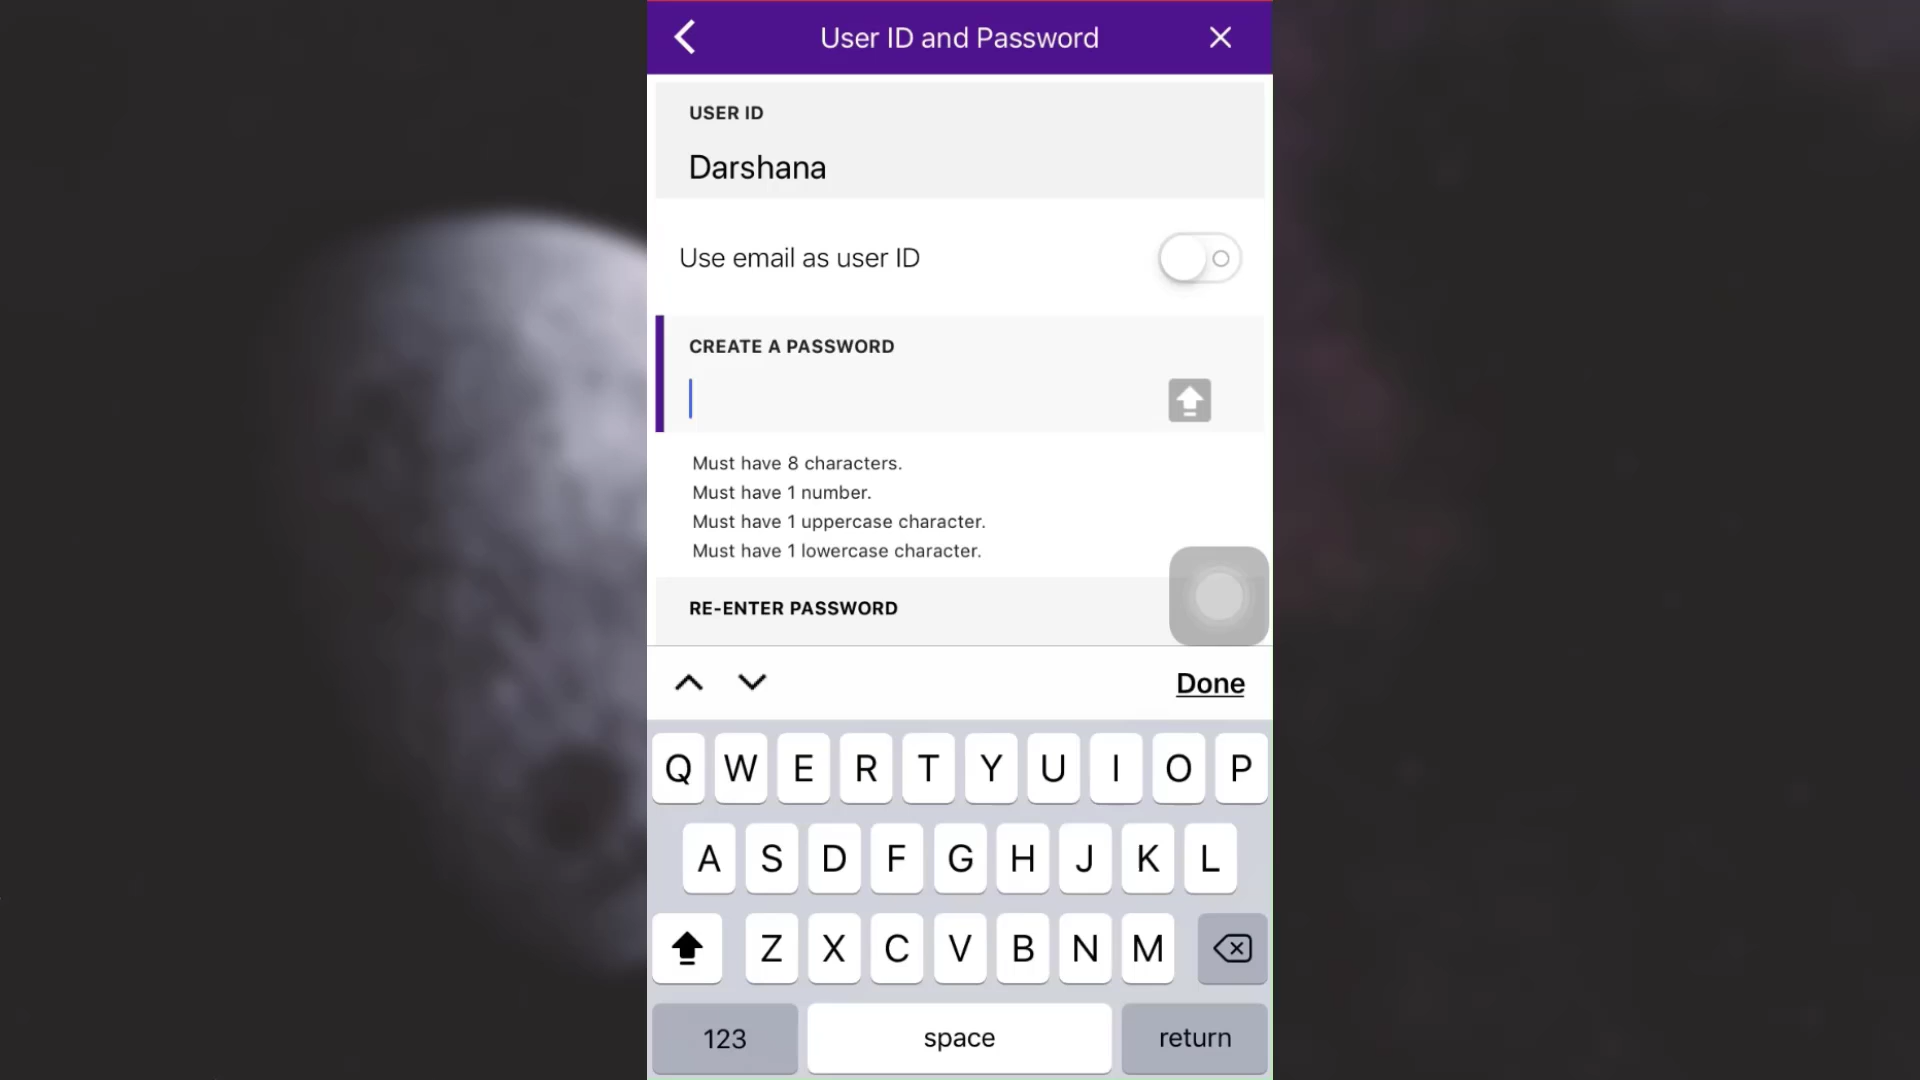 User ID and Password
USER ID
Darshana
Use email as user ID
CREATE A PASSWORD
Must have 8 characters.
Must have 1 number.
Must have 1 uppercase character.
Must have 1 lowercase character.
RE-ENTER PASSWORD
Done
Q W E R T Y U I O P
A S D F G H J K L
Z X C V B N M
123 space return